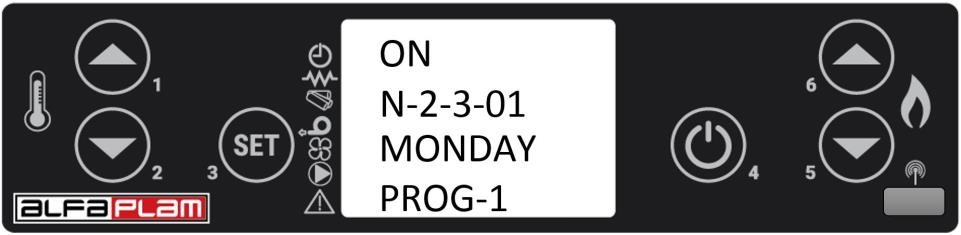 ON
N-2-3-01
MONDAY
PROG-1
1
2
SET
3
4
5
6
ALFAPLAM